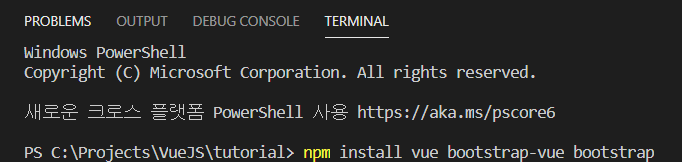 PROBLEMS OUTPUT DEBUG CONSOLE TERMINAL
Windows PowerShell
Copyright (C) Microsoft Corporation. All rights reserved.
새로운 크로스 플랫폼 PowerShell 사용 https://aka.ms/pscore6
PS C:\Projects\VueJS\tutorial> npm install vue bootstrap-vue bootstrap